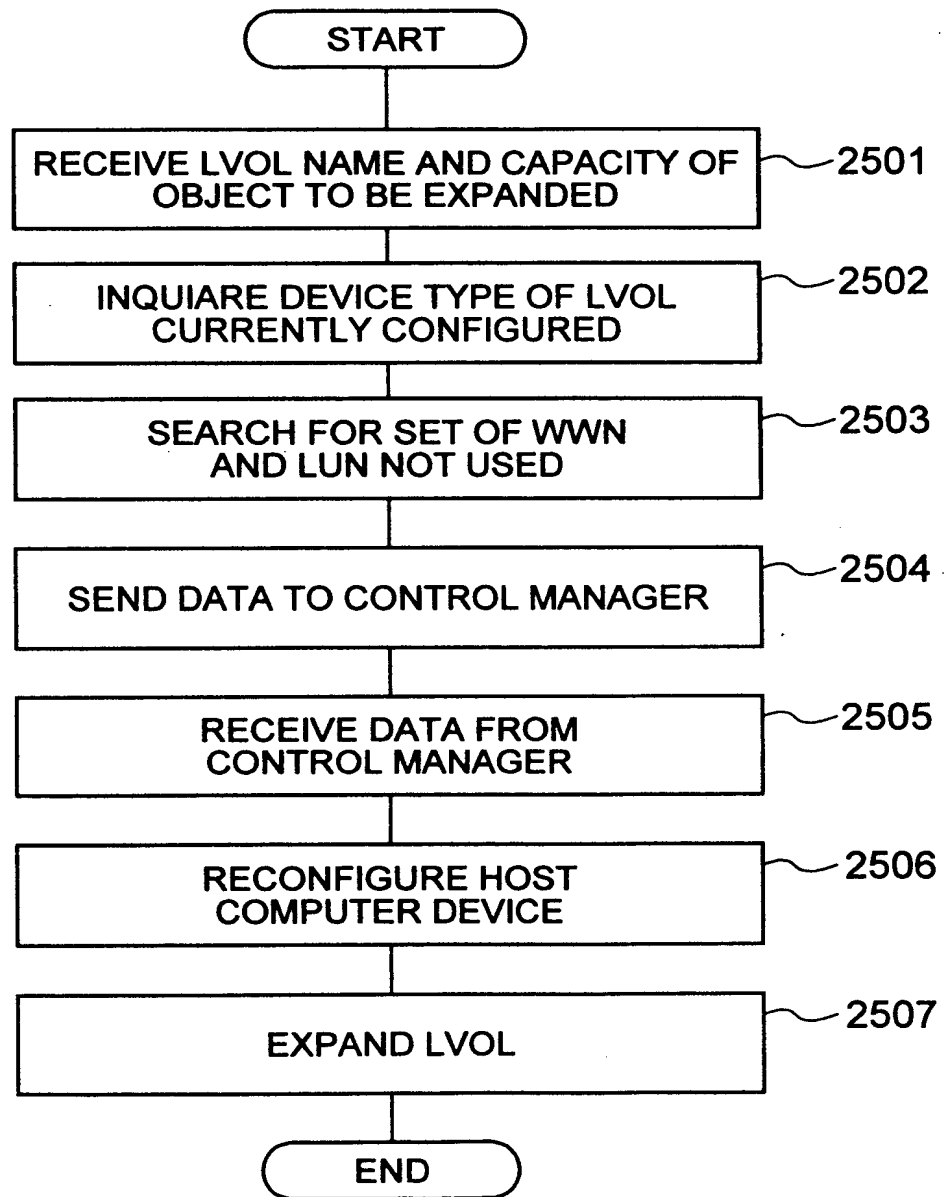 START
RECEIVE LVOL NAME AND CAPACITY OF
OBJECT TO BE EXPANDED
2501
INQUIARE DEVICE TYPE OF LVOL
CURRENTLY CONFIGURED
2502
SEARCH FOR SET OF WWN
AND LUN NOT USED
2503
SEND DATA TO CONTROL MANAGER
2504
RECEIVE DATA FROM
CONTROL MANAGER
2505
RECONFIGURE HOST
COMPUTER DEVICE
2506
EXPAND LVOL
2507
END